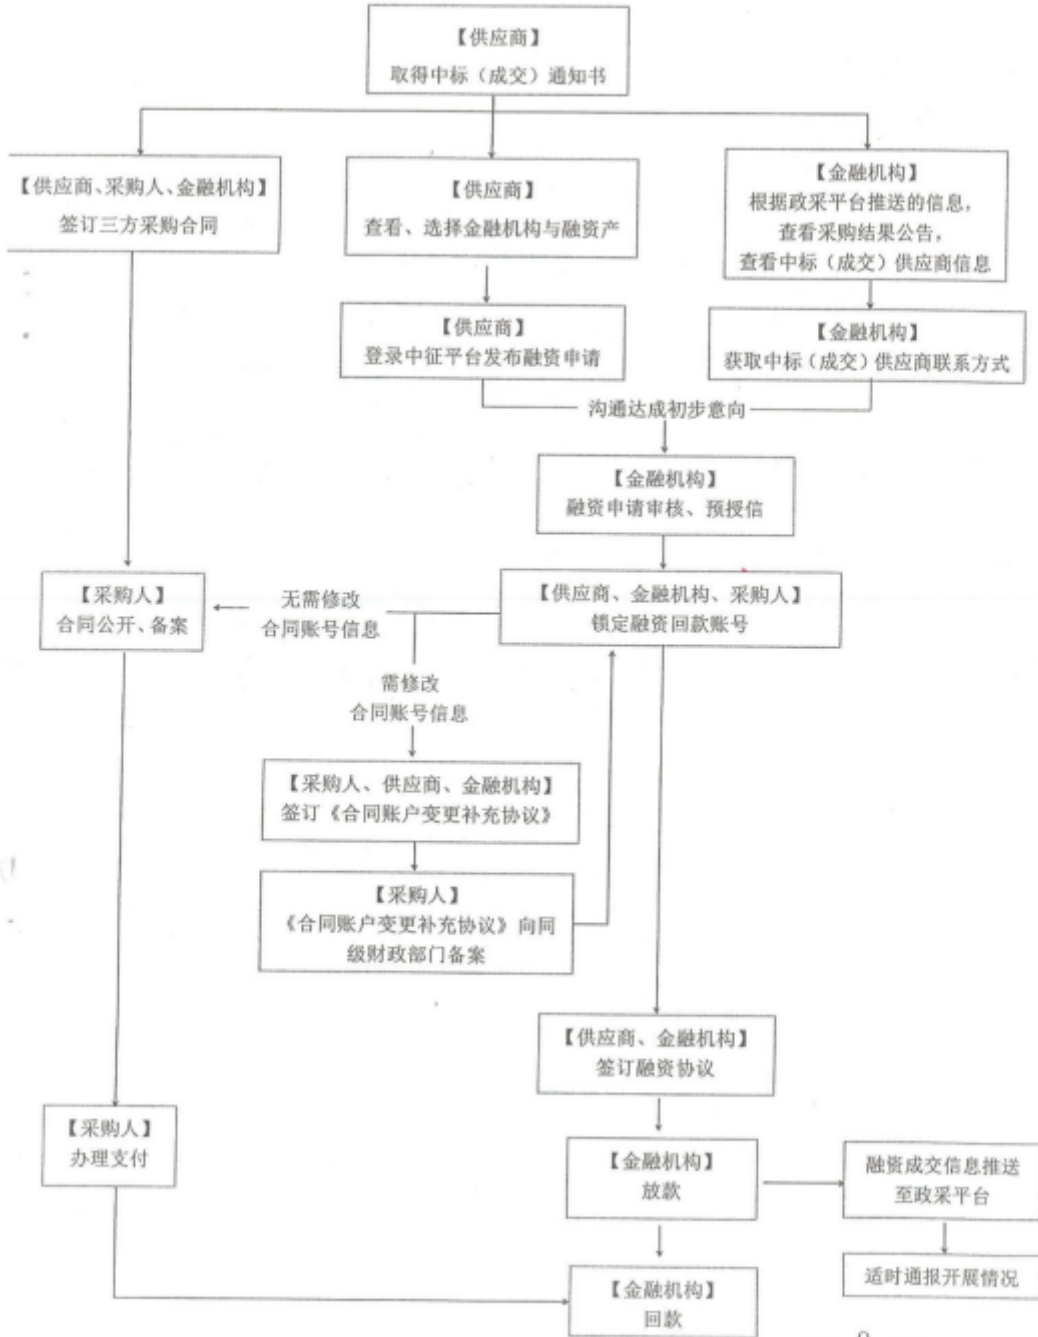 【供应商】
取得中标（成交）通知书
【供应商、采购人、金融机构】
签订三方采购合同
【供应商】
查看、选择金融机构与融资产
【金融机构】
根据政采平台推送的信息，
查看采购结果公告，
查看中标（成交）供应商信息
【供应商】
登录中征平台发布融资申请
【金融机构】
获取中标（成交）供应商联系方式
沟通达成初步意向
【金融机构】
融资申请审核、预授信
【采购人】
合同公开、备案
无需修改
合同账号信息
【供应商、金融机构、采购人】
锁定融资回款账号
需修改
合同账号信息
【采购人、供应商、金融机构】
签订《合同账户变更补充协议》
【采购人】
《合同账户变更补充协议》向同
级财政部门备案
【供应商、金融机构】
签订融资协议
【采购人】
办理支付
【金融机构】
放款
融资成交信息推送
至政采平台
适时通报开展情况
【金融机构】
回款